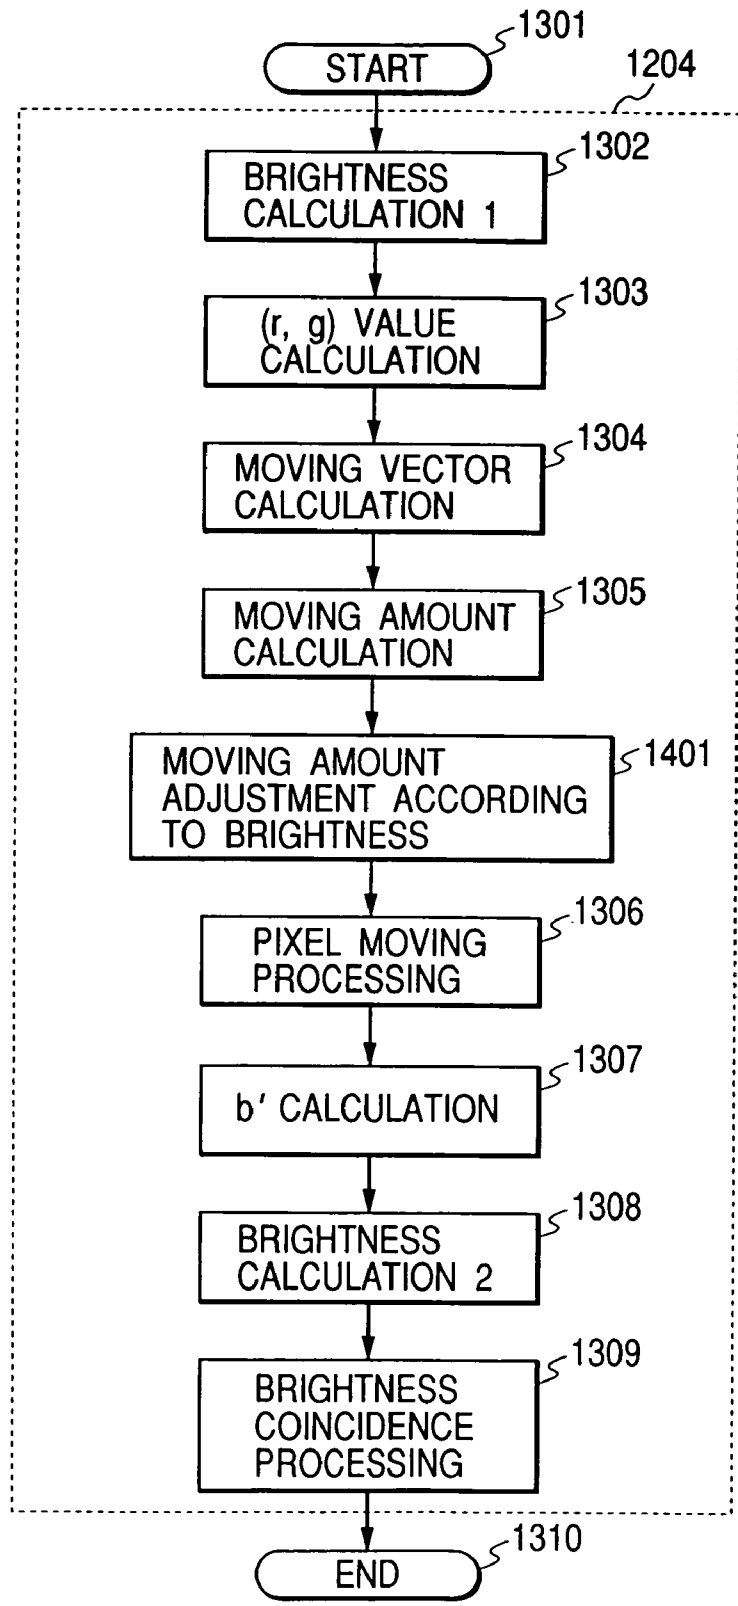 1301
START
1204
1302
BRIGHTNESS
CALCULATION 1
1303
(r, g) VALUE
CALCULATION
1304
MOVING VECTOR
CALCULATION
1305
MOVING AMOUNT
CALCULATION
1401
MOVING AMOUNT
ADJUSTMENT ACCORDING
TO BRIGHTNESS
1306
PIXEL MOVING
PROCESSING
1307
b' CALCULATION
1308
BRIGHTNESS
CALCULATION 2
1309
BRIGHTNESS
COINCIDENCE
PROCESSING
1310
END